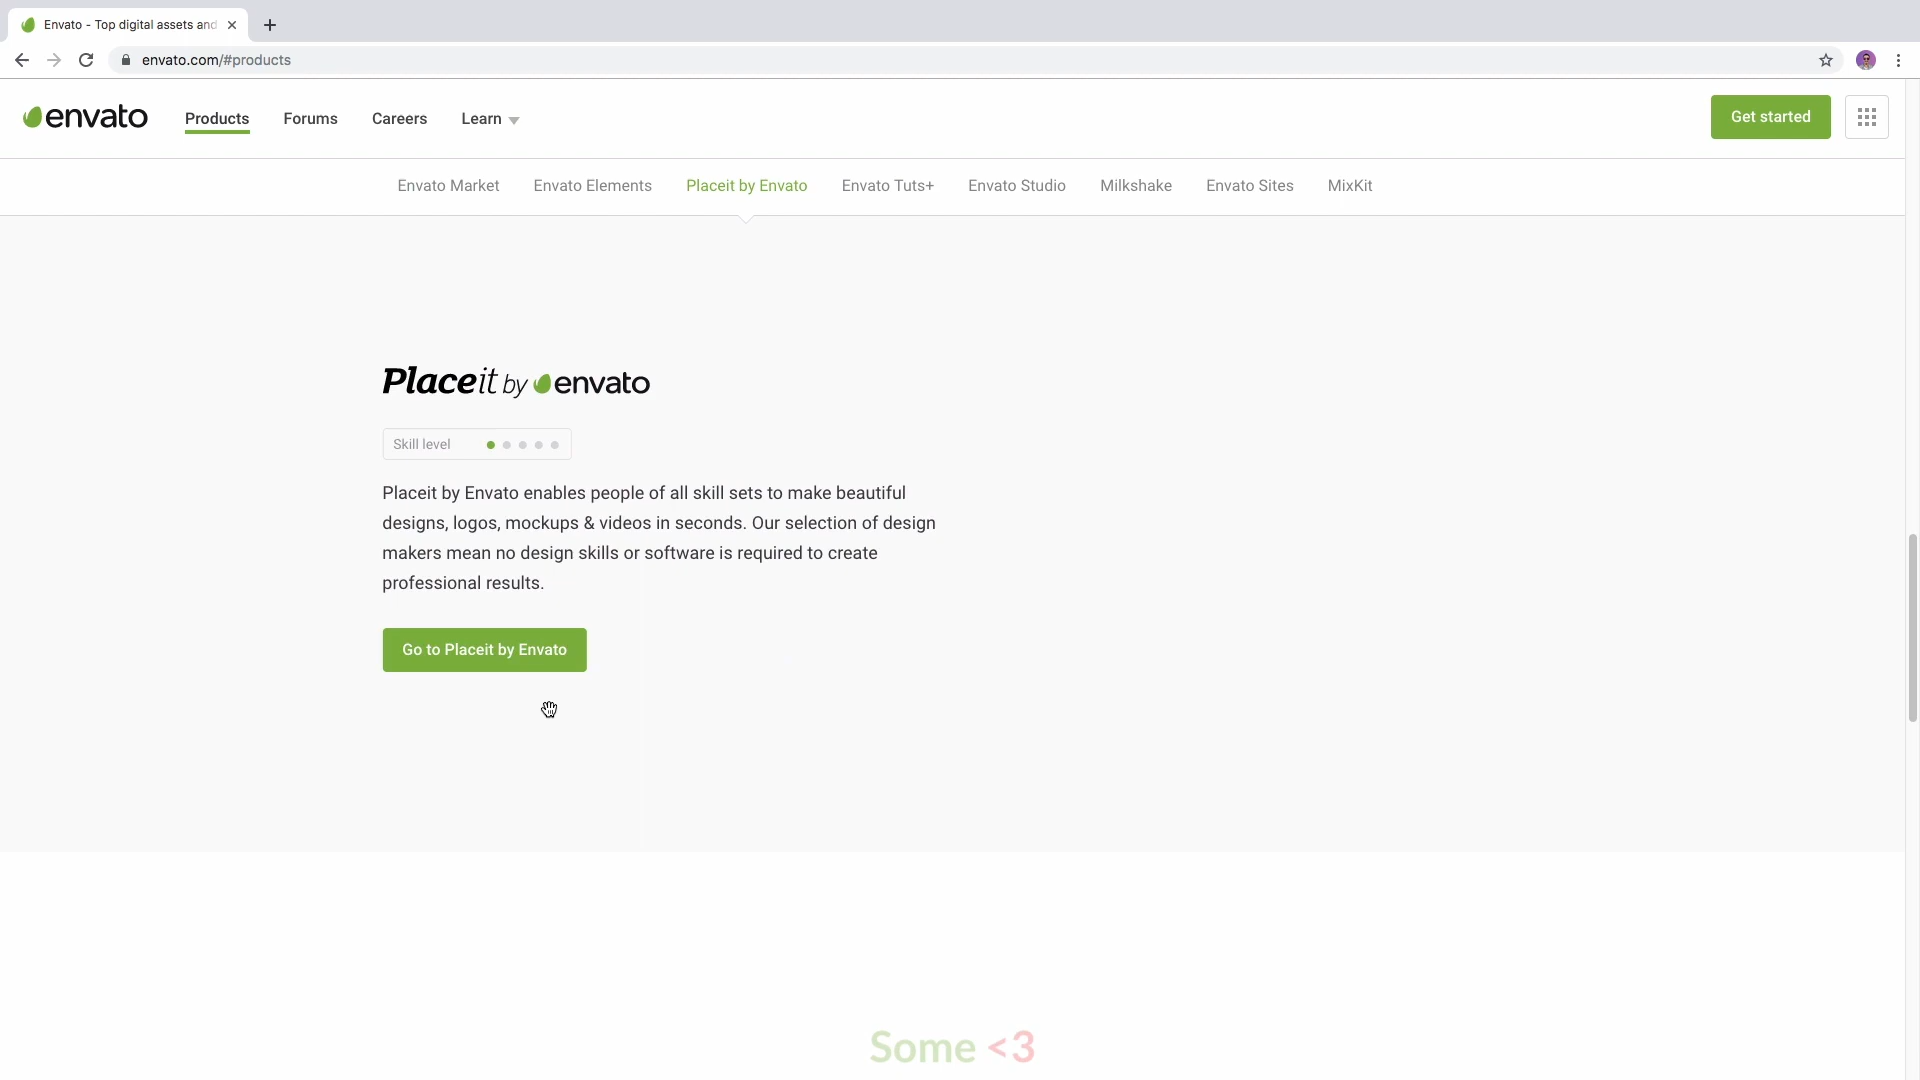 Envato - Top digital assets and
envato.com/#products
envato
Products
Forums
Careers
Learn
Get started
Envato Market
Envato Elements
Placeit by Envato
Envato Tuts+
Envato Studio
Milkshake
Envato Sites
MixKit
Placeit by envato
Skill level
Placeit by Envato enables people of all skill sets to make beautiful
designs, logos, mockups & videos in seconds. Our selection of design
makers mean no design skills or software is required to create
professional results.
Go to Placeit by Envato
Some <3